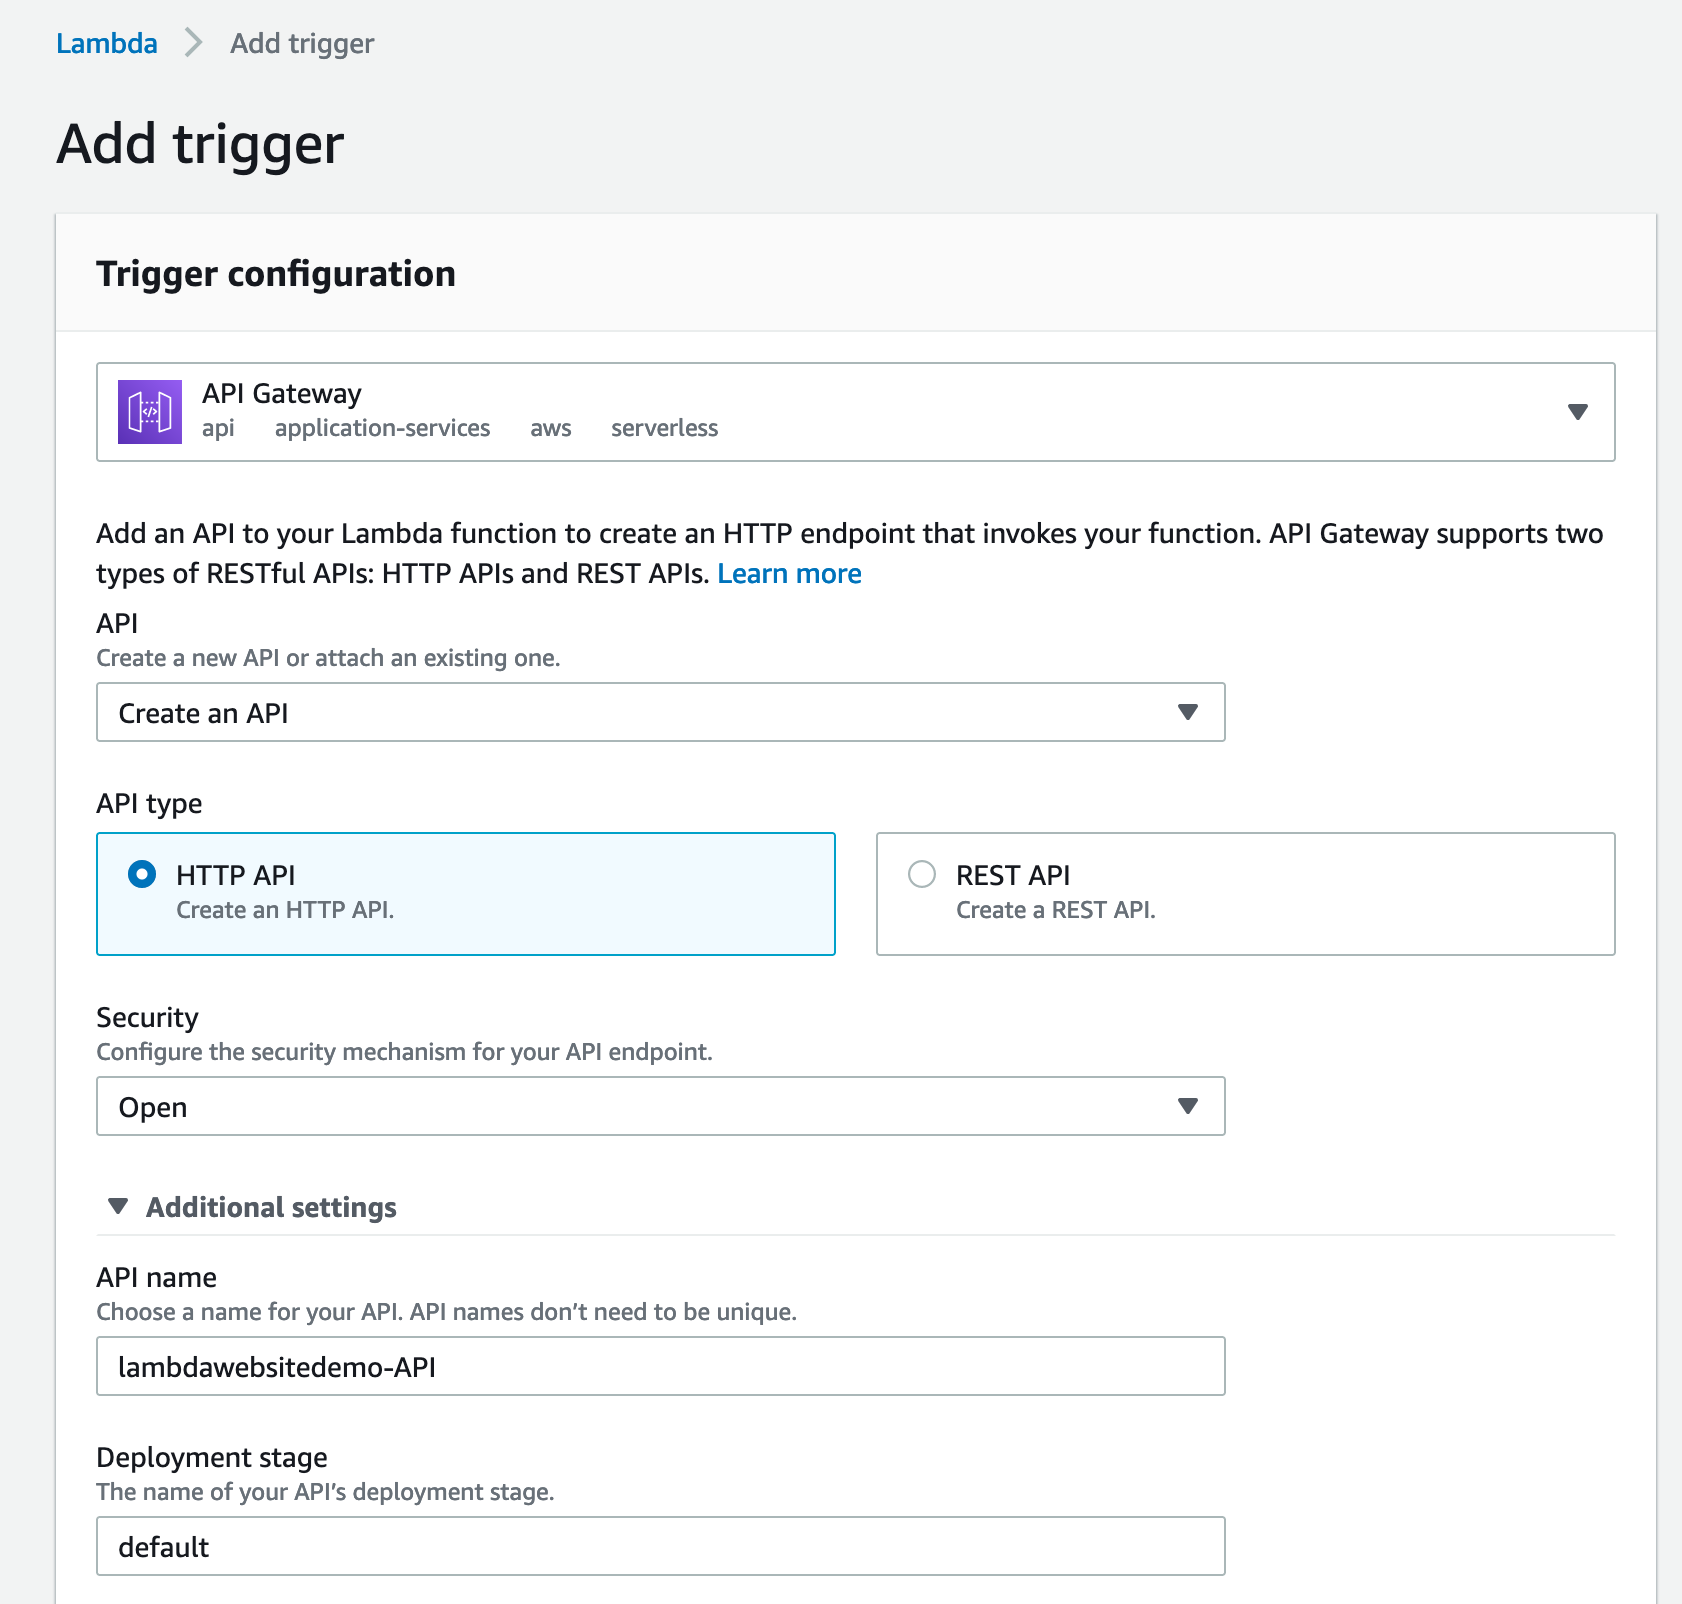 Lambda Add trigger
Add trigger
Trigger configuration
API Gateway
api application-services aws serverless
Add an API to your Lambda function to create an HTTP endpoint that invokes your function. API Gateway supports two
types of RESTful APIs: HTTP APIs and REST APIs. Learn more
API
Create a new API or attach an existing one.
Create an API
API type
HTTP API
Create an HTTP API.
REST API
Create a REST API.
Security
Configure the security mechanism for your API endpoint.
Open
Additional settings
API name
Choose a name for your API. API names don’t need to be unique.
lambdawebsitedemo-API
Deployment stage
The name of your API’s deployment stage.
default